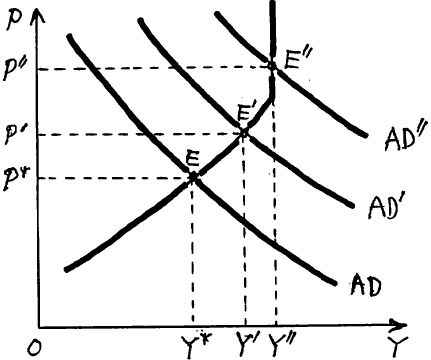 P
P″ E″
P′ E′ AD″
P* E AD′
AD
O Y* Y′ Y″ Y